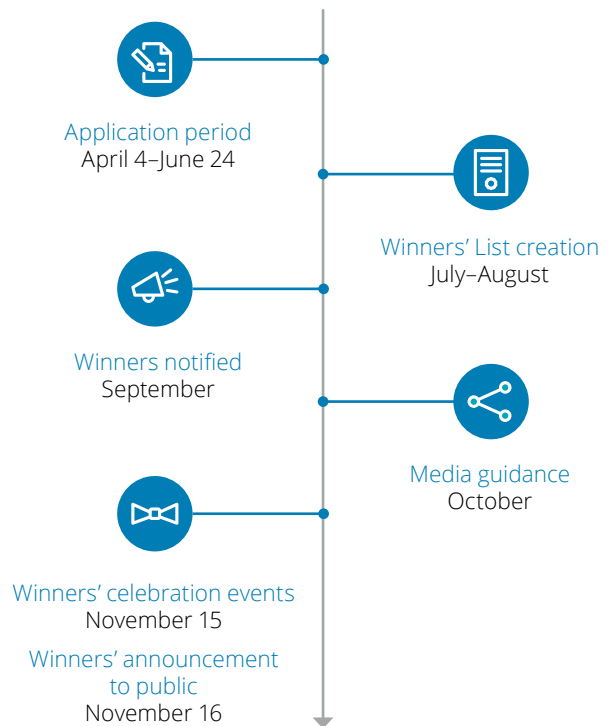 Application period
April 4–June 24
Winners’ List creation
July–August
Winners notified
September
Media guidance
October
Winners’ celebration events
November 15
Winners’ announcement
to public
November 16